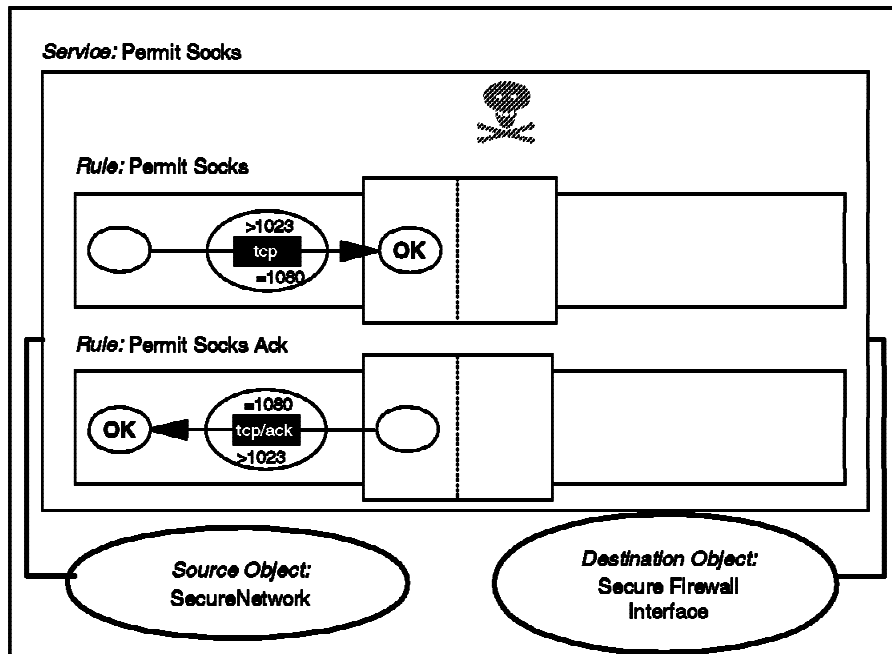 Service: Permit Socks
Rule: Permit Socks
>1023
tcp
=1080
OK
Rule: Permit Socks Ack
=1080
OK
tcp/ack
>1023
Source Object:
SecureNetwork
Destination Object:
Secure Firewall
Interface